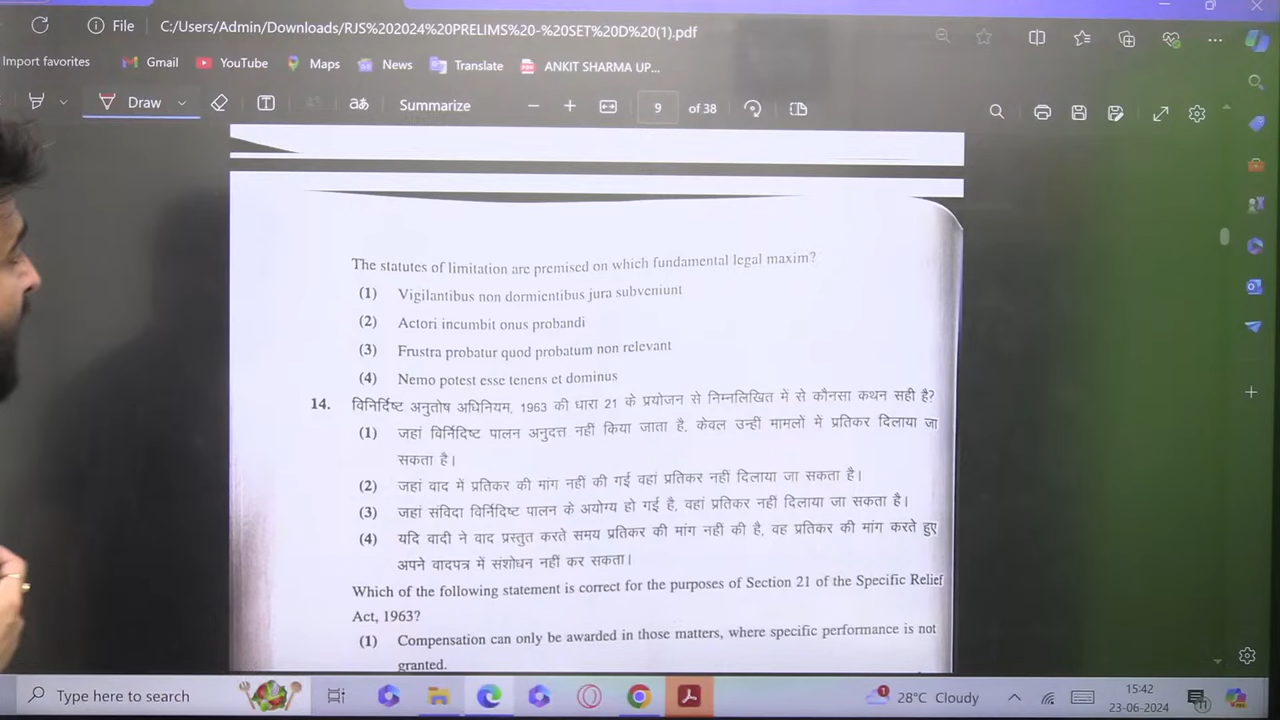 File C:/Users/Admin/Downloads/RJS%202024%20PRELIMS%20-%20SET%20D%20(1).pdf
Import favorites Gmail YouTube Maps News Translate ANKIT SHARMA UP...
Draw T aあ Summarize 9 of 38
The statutes of limitation are premised on which fundamental legal maxim?
(1) Vigilantibus non dormientibus jura subveniunt
(2) Actori incumbit onus probandi
(3) Frustra probatur quod probatum non relevant
(4) Nemo potest esse tenens et dominus
14. विनिर्दिष्ट अनुतोष अधिनियम, 1963 की धारा 21 के प्रयोजन से निम्नलिखित में से कौनसा कथन सही है?
(1) जहां विर्निदिष्ट पालन अनुदत्त नहीं किया जाता है, केवल उन्हीं मामलों में प्रतिकर दिलाया जा
सकता है।
(2) जहां वाद में प्रतिकर की मांग नहीं की गई वहां प्रतिकर नहीं दिलाया जा सकता है।
(3) जहां संविदा विर्निदिष्ट पालन के अयोग्य हो गई है, वहां प्रतिकर नहीं दिलाया जा सकता है।
(4) यदि वादी ने वाद प्रस्तुत करते समय प्रतिकर की मांग नहीं की है, वह प्रतिकर की मांग करते हुए
अपने वादपत्र में संशोधन नहीं कर सकता।
Which of the following statement is correct for the purposes of Section 21 of the Specific Relief
Act, 1963?
(1) Compensation can only be awarded in those matters, where specific performance is not
granted.
Type here to search 1 28°C Cloudy 15:42
23-06-2024 11